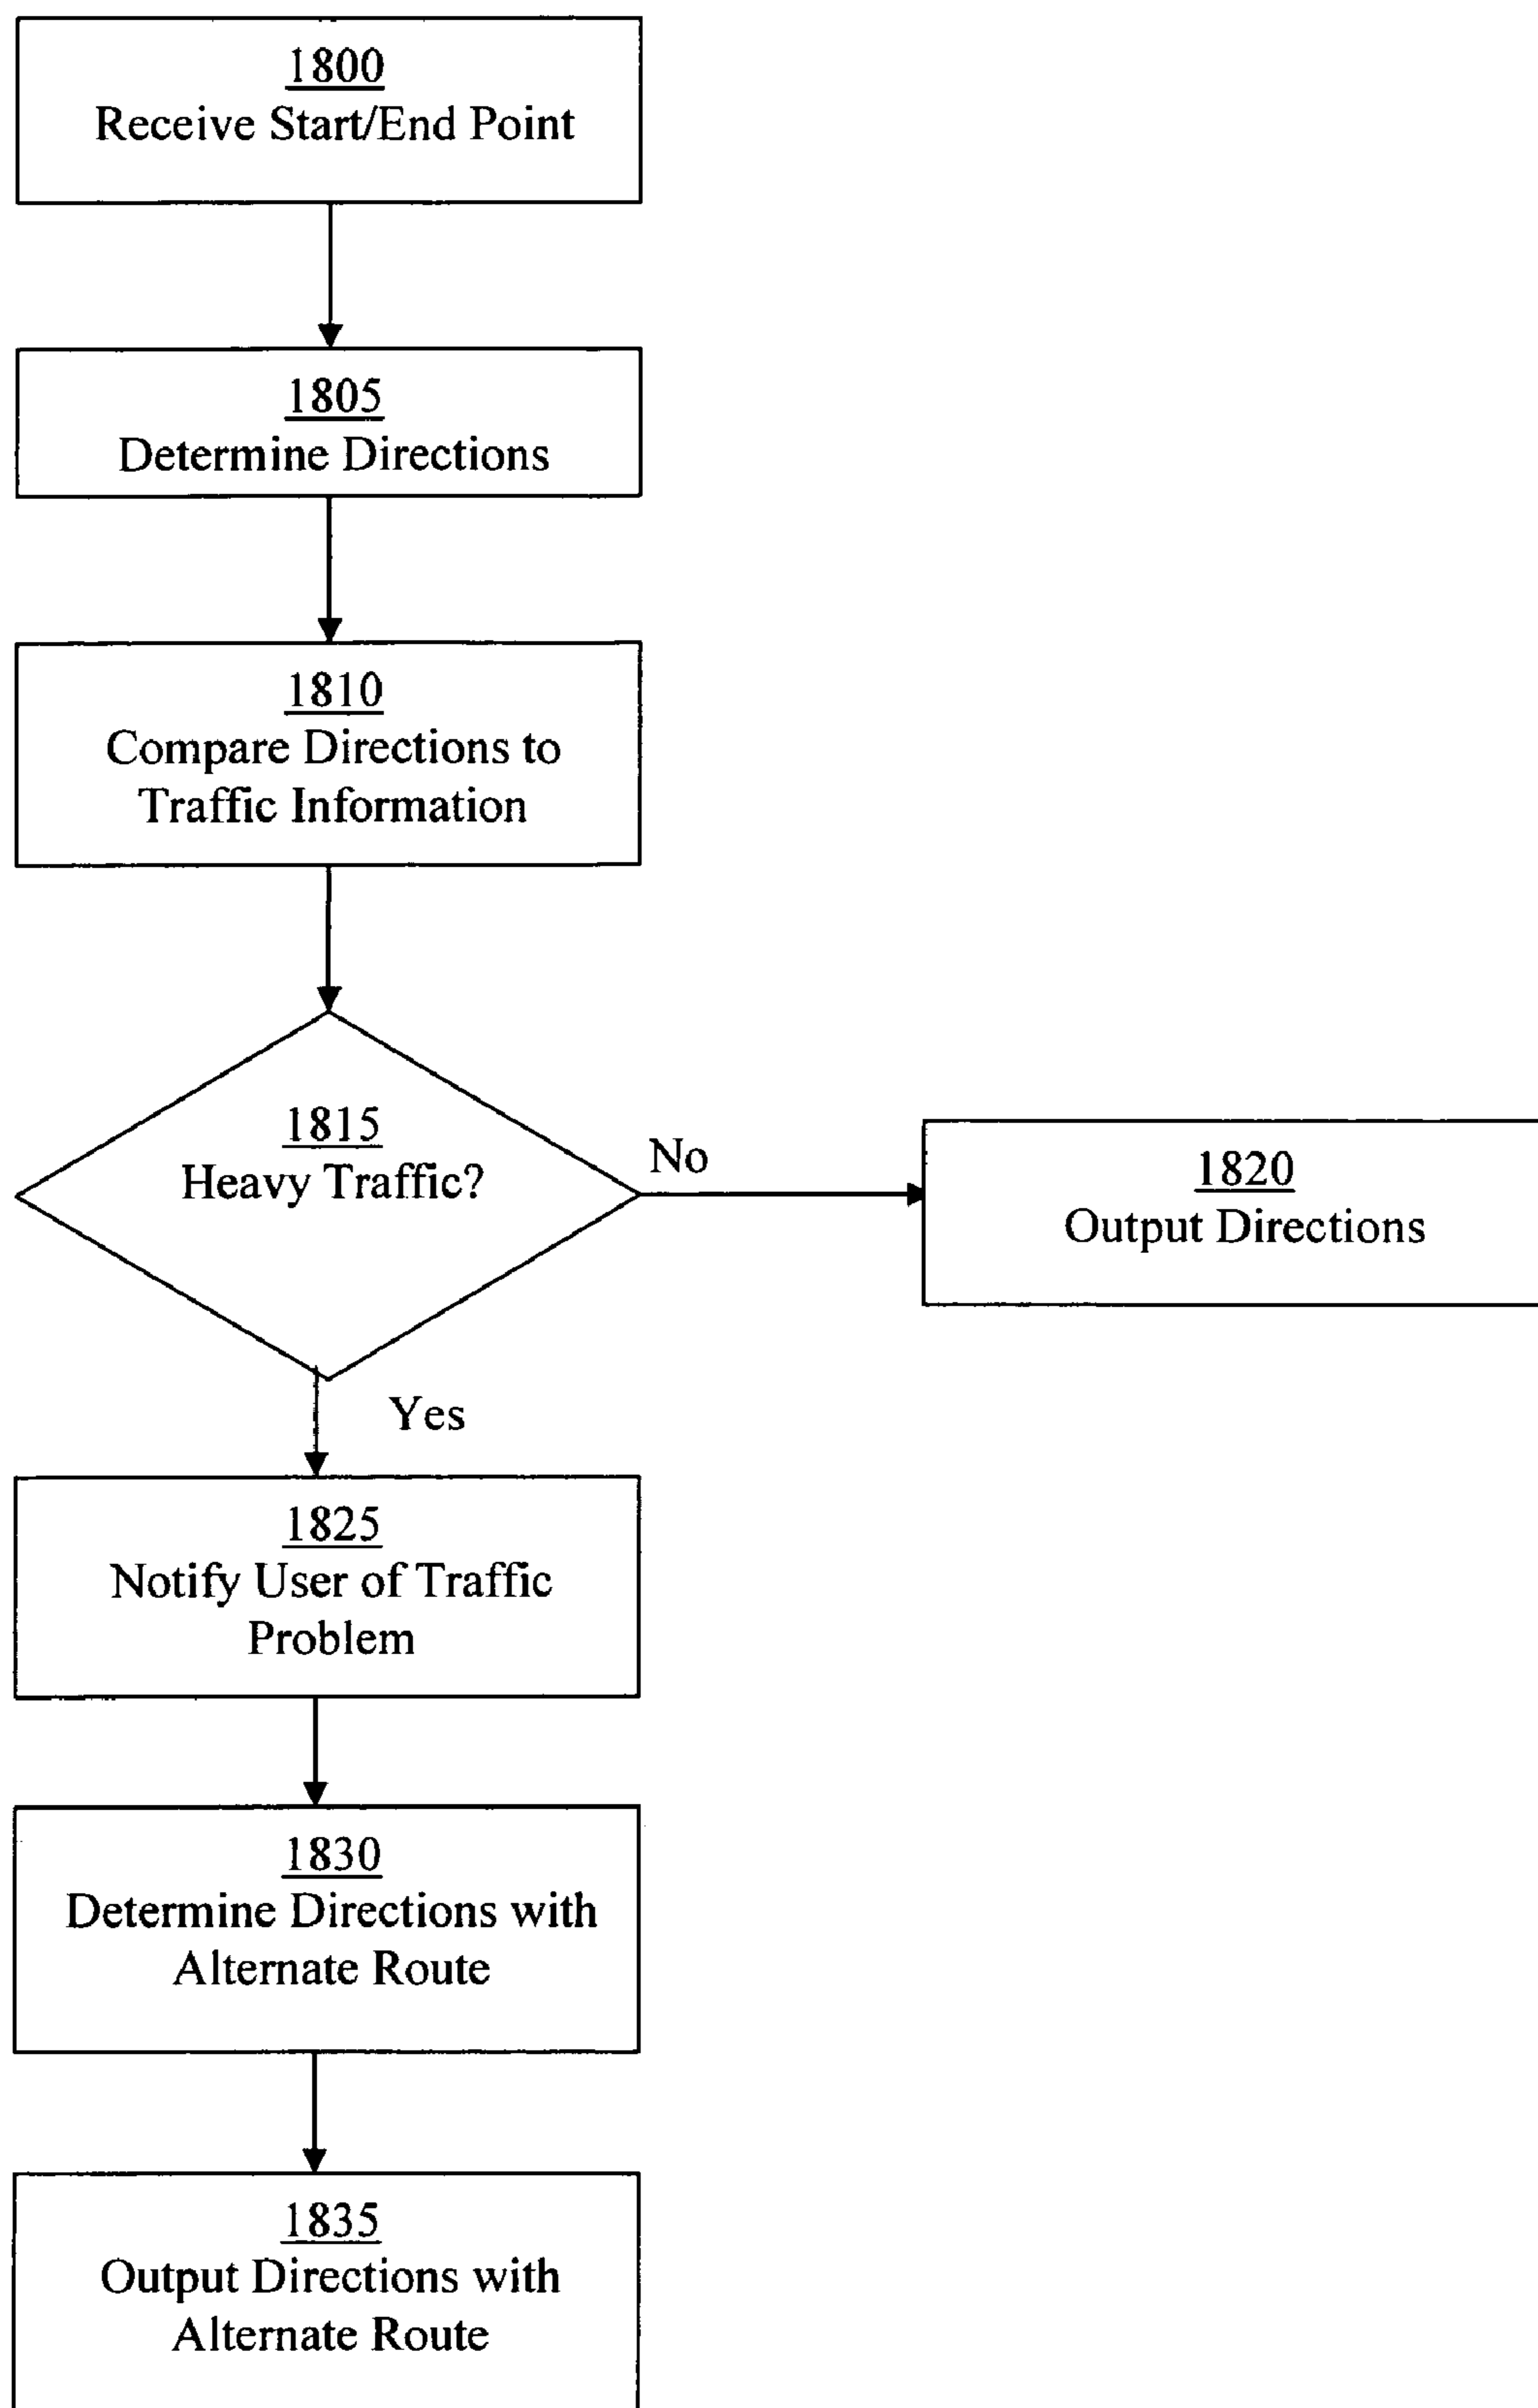 1800
Receive Start/End Point
1805
Determine Directions
1810
Compare Directions to
Traffic Information
1815
Heavy Traffic?
No
1820
Output Directions
Yes
1825
Notify User of Traffic
Problem
1830
Determine Directions with
Alternate Route
1835
Output Directions with
Alternate Route